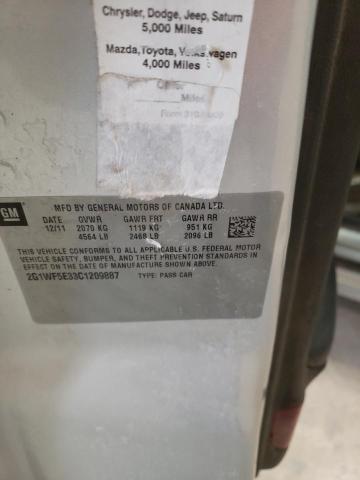 Chrysler, Dodge, Jeep, Saturn
5,000 Miles
Mazda, Toyota, Volkswagen
4,000 Miles
Other
Miles
GM
MFD BY GENERAL MOTORS OF CANADA LTD.
DATE GVWR GAWR FRT GAWR RR
12/11 2070 KG 1119 KG 951 KG
4564 LB 2468 LB 2096 LB
THIS VEHICLE CONFORMS TO ALL APPLICABLE U.S. FEDERAL MOTOR
VEHICLE SAFETY, BUMPER, AND THEFT PREVENTION STANDARDS
IN EFFECT ON THE DATE OF MANUFACTURE SHOWN ABOVE.
2G1WF5E33C1209887 TYPE: PASS CAR